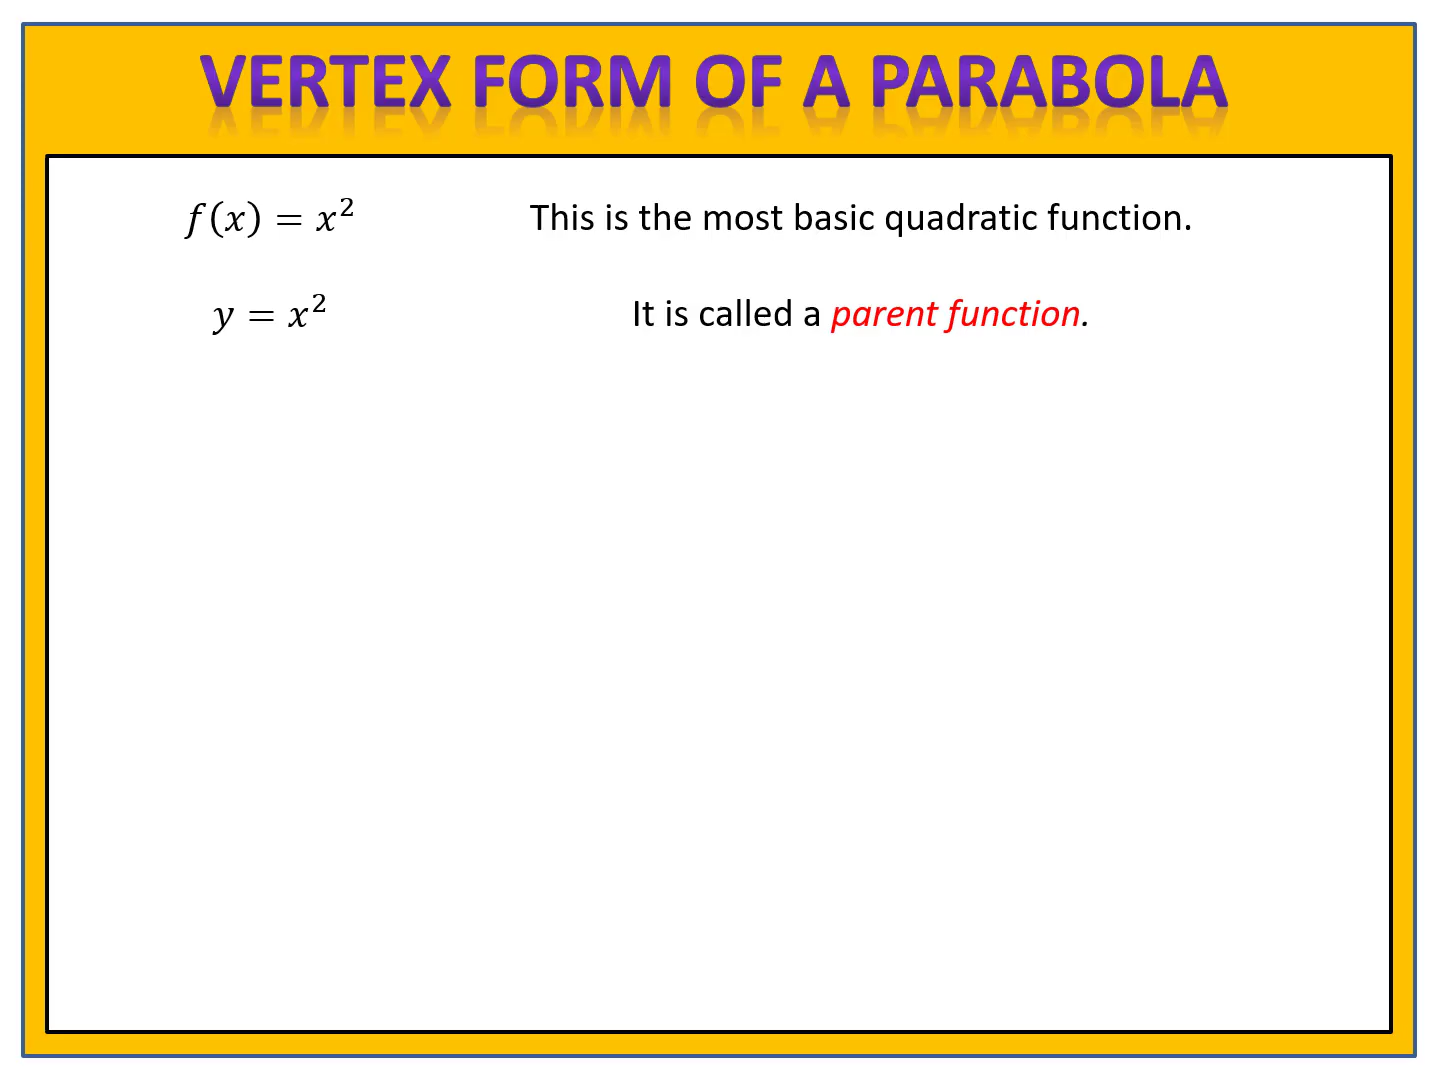 VERTEX FORM OF A PARABOLA
f(x) = x² This is the most basic quadratic function.
y = x² It is called a parent function.